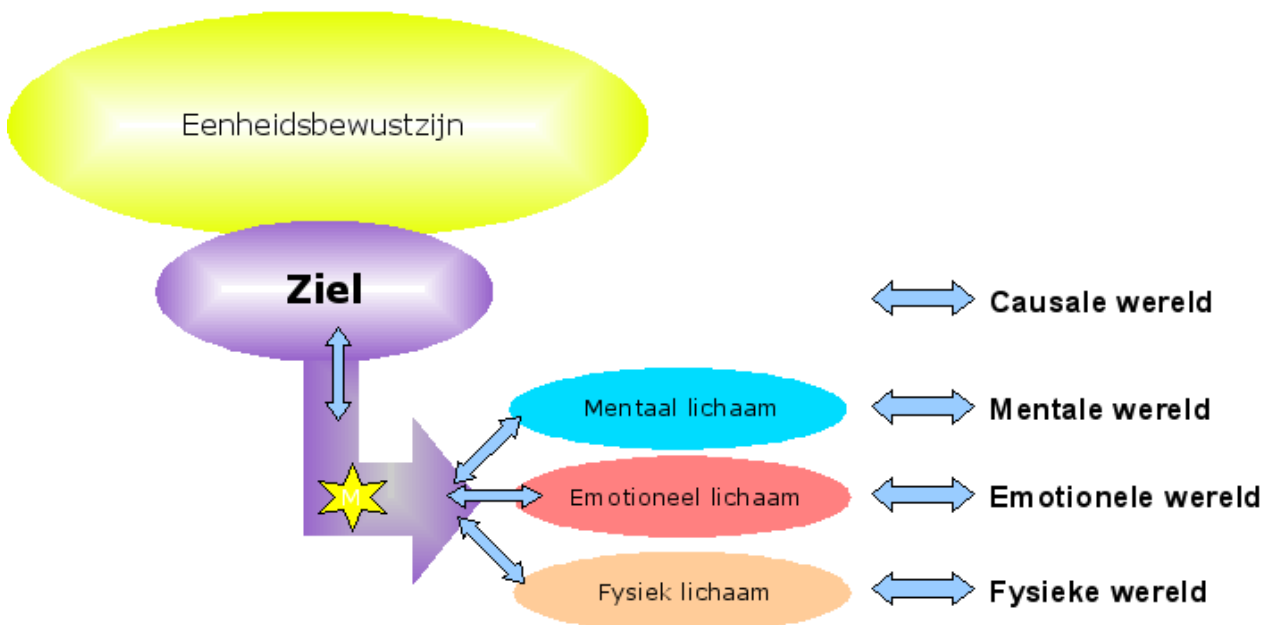 Eenheidsbewustzijn
Ziel
Causale wereld
Mentaal lichaam
Mentale wereld
M
Emotioneel lichaam
Emotionele wereld
Fysiek lichaam
Fysieke wereld